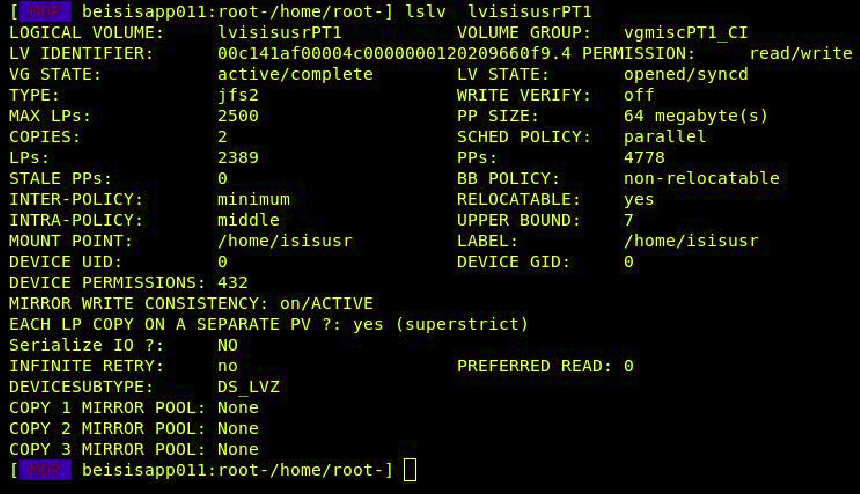 [ beisisapp011:root-/home/root-] lslv  lvisisusrPT1
LOGICAL VOLUME:     lvisisusrPT1           VOLUME GROUP:   vgmiscPT1_CI
LV IDENTIFIER:      00c141af00004c0000000120209660f9.4 PERMISSION:     read/write
VG STATE:           active/complete        LV STATE:       opened/syncd
TYPE:               jfs2                   WRITE VERIFY:   off
MAX LPs:            2500                   PP SIZE:        64 megabyte(s)
COPIES:             2                      SCHED POLICY:   parallel
LPs:                2389                   PPs:            4778
STALE PPs:          0                      BB POLICY:      non-relocatable
INTER-POLICY:       minimum                RELOCATABLE:    yes
INTRA-POLICY:       middle                 UPPER BOUND:    7
MOUNT POINT:        /home/isisusr          LABEL:          /home/isisusr
DEVICE UID:         0                      DEVICE GID:     0
DEVICE PERMISSIONS: 432
MIRROR WRITE CONSISTENCY: on/ACTIVE
EACH LP COPY ON A SEPARATE PV ?: yes (superstrict)
Serialize IO ?:     NO
INFINITE RETRY:     no                     PREFERRED READ: 0
DEVICESUBTYPE:      DS_LVZ
COPY 1 MIRROR POOL: None
COPY 2 MIRROR POOL: None
COPY 3 MIRROR POOL: None
[ beisisapp011:root-/home/root-]